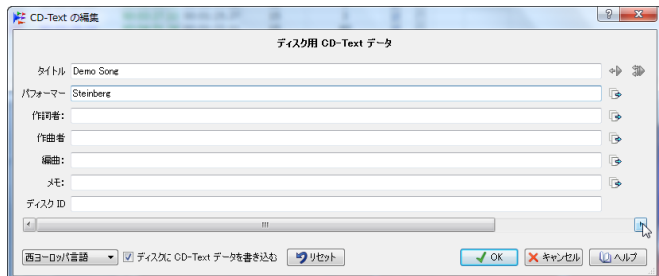 CD-Text の編集
ディスク用 CD-Text データ
タイトル Demo Song
パフォーマー Steinberg
作詞者:
作曲者
編曲:
メモ:
ディスク ID
西ヨーロッパ言語 ディスクに CD-Text データを書き込む リセット OK キャンセル ヘルプ